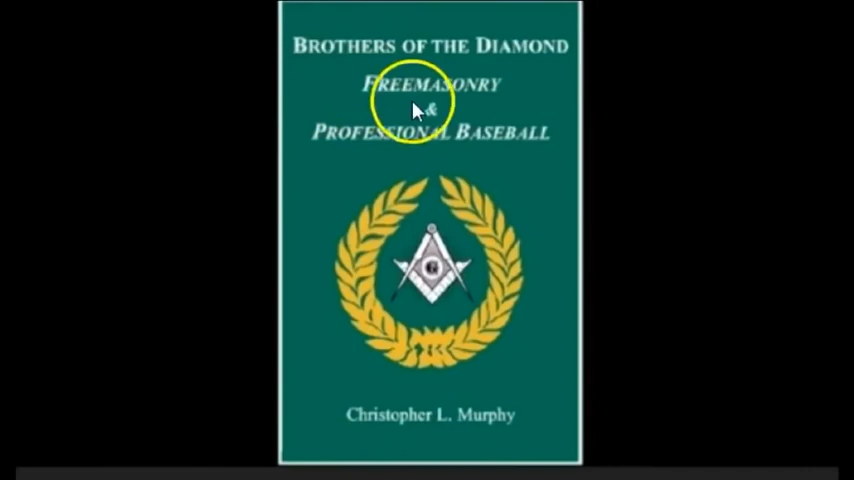 BROTHERS OF THE DIAMOND
FREEMASONRY
&
PROFESSIONAL BASEBALL
G
Christopher L. Murphy